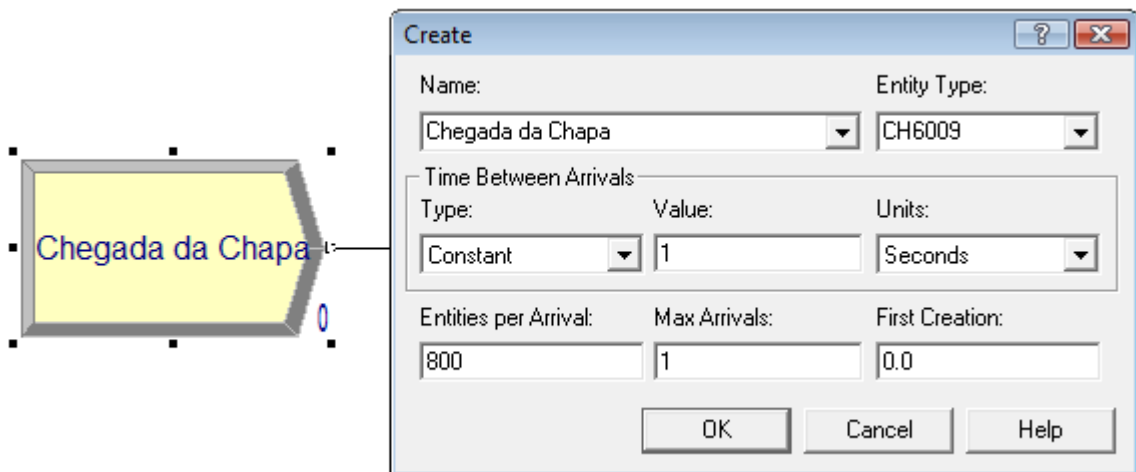 Chegada da Chapa
0
Create
?
Name: Entity Type:
Chegada da Chapa CH6009
Time Between Arrivals
Type: Value: Units:
Constant 1 Seconds
Entities per Arrival: Max Arrivals: First Creation:
800 1 0.0
OK Cancel Help